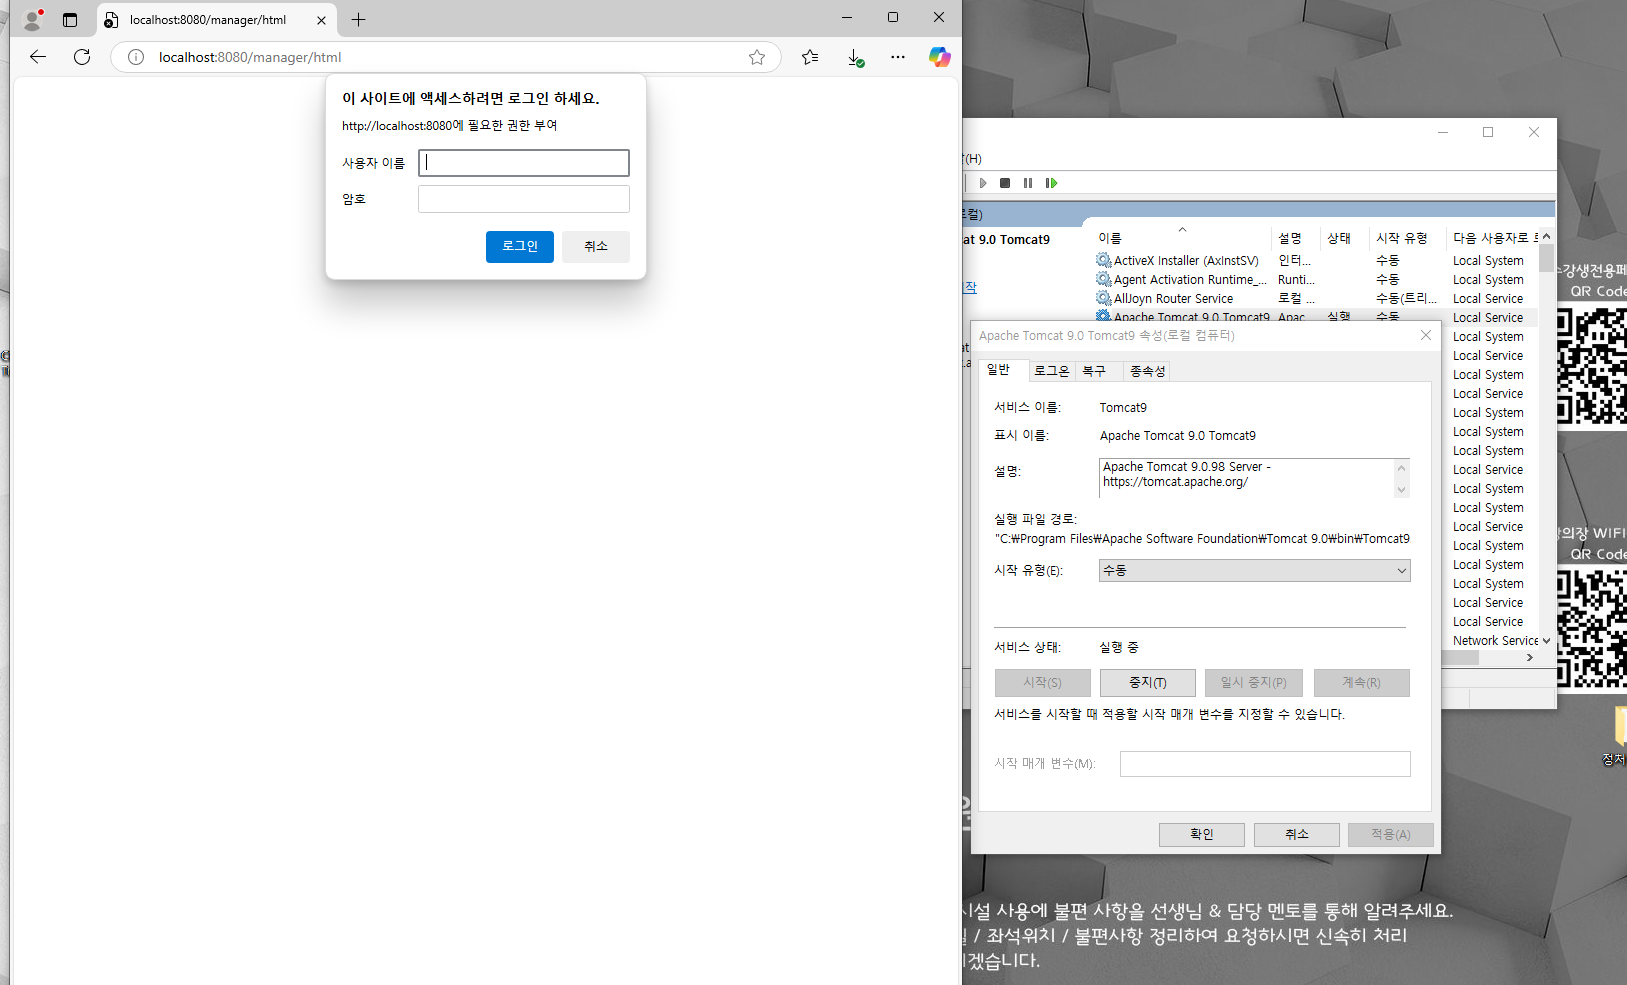 localhost:8080/manager/html
localhost:8080/manager/html
이 사이트에 액세스하려면 로그인 하세요.
http://localhost:8080에 필요한 권한 부여
사용자 이름
암호
로그인 취소
(H)
컬)
at 9.0 Tomcat9
작
이름 설명 상태 시작 유형 다음 사용자로 로
ActiveX Installer (AxInstSV) 인터... 수동 Local System
Agent Activation Runtime_... Runti... 수동 Local System
AllJoyn Router Service 로컬 ... 수동(트리... Local Service
Apache Tomcat 9.0 Tomcat9 Apac... 실행 수동 Local Service
Local System
Local Service
Local System
Local Service
Local System
Local System
Local System
Local Service
Local System
Local System
Local Service
Local System
Local System
Local System
Local Service
Local Service
Network Service
Apache Tomcat 9.0 Tomcat9 속성(로컬 컴퓨터)
일반 로그온 복구 종속성
서비스 이름: Tomcat9
표시 이름: Apache Tomcat 9.0 Tomcat9
설명: Apache Tomcat 9.0.98 Server -
https://tomcat.apache.org/
실행 파일 경로:
"C:₩Program Files₩Apache Software Foundation₩Tomcat 9.0₩bin₩Tomcat9
시작 유형(E): 수동
서비스 상태: 실행 중
시작(S) 중지(T) 일시 중지(P) 계속(R)
서비스를 시작할 때 적용할 시작 매개 변수를 지정할 수 있습니다.
시작 매개 변수(M):
확인 취소 적용(A)
수강생전용페
QR Code
강의장 WIFI
QR Code
정처
시설 사용에 불편 사항을 선생님 & 담당 멘토를 통해 알려주세요.
/ 좌석위치 / 불편사항 정리하여 요청하시면 신속히 처리
겠습니다.